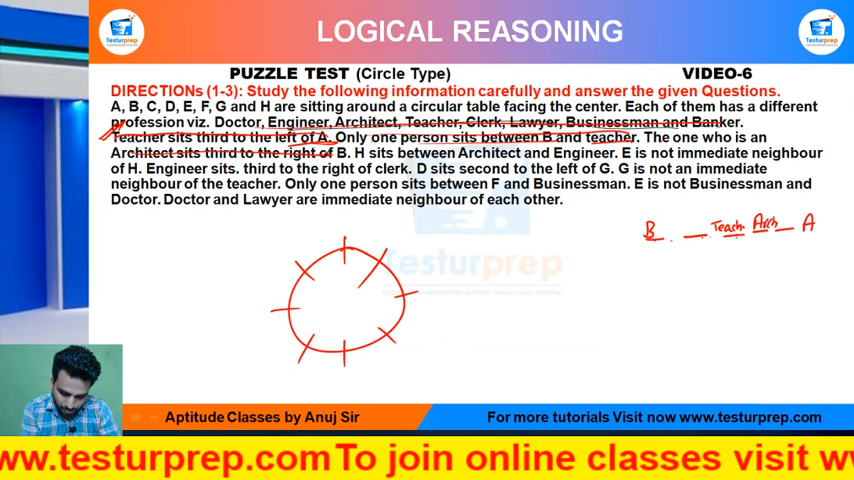 LOGICAL REASONING
Testurprep
Testurprep
PUZZLE TEST (Circle Type)
VIDEO-6
DIRECTIONs (1-3): Study the following information carefully and answer the given Questions.
A, B, C, D, E, F, G and H are sitting around a circular table facing the center. Each of them has a different
profession viz. Doctor, Engineer, Architect, Teacher, Clerk, Lawyer, Businessman and Banker.
Teacher sits third to the left of A. Only one person sits between B and teacher. The one who is an
Architect sits third to the right of B. H sits between Architect and Engineer. E is not immediate neighbour
of H. Engineer sits. third to the right of clerk. D sits second to the left of G. G is not an immediate
neighbour of the teacher. Only one person sits between F and Businessman. E is not Businessman and
Doctor. Doctor and Lawyer are immediate neighbour of each other.
B Teach Arch A
Testurprep
Aptitude Classes by Anuj Sir
For more tutorials Visit now www.testurprep.com
ww.testurprep.com To join online classes visit w